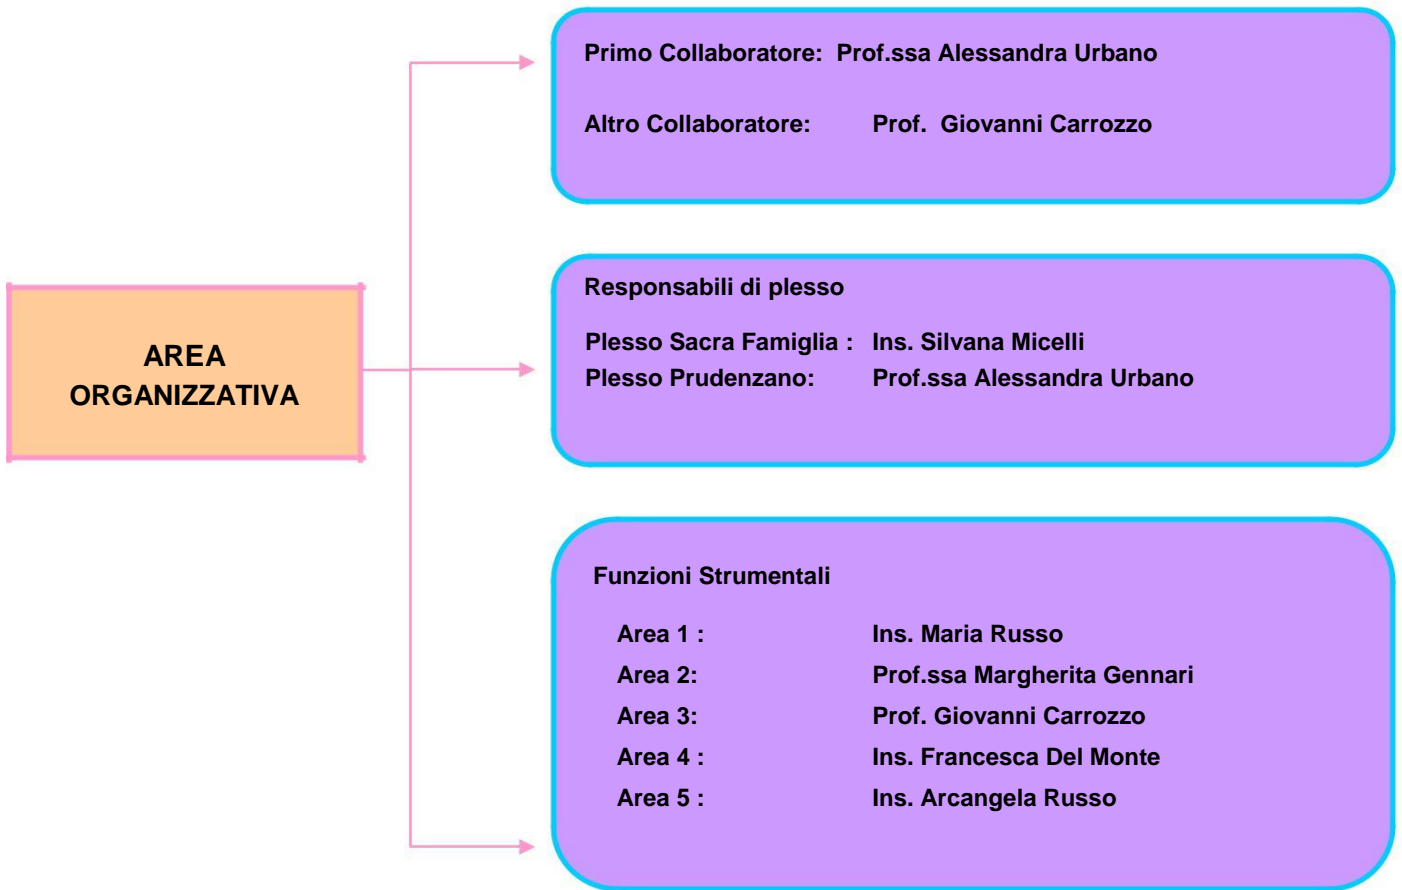 AREA
ORGANIZZATIVA
Primo Collaboratore: Prof.ssa Alessandra Urbano
Altro Collaboratore: Prof. Giovanni Carrozzo
Responsabili di plesso
Plesso Sacra Famiglia : Ins. Silvana Micelli
Plesso Prudenzano: Prof.ssa Alessandra Urbano
Funzioni Strumentali
Area 1 : Ins. Maria Russo
Area 2: Prof.ssa Margherita Gennari
Area 3: Prof. Giovanni Carrozzo
Area 4 : Ins. Francesca Del Monte
Area 5 : Ins. Arcangela Russo